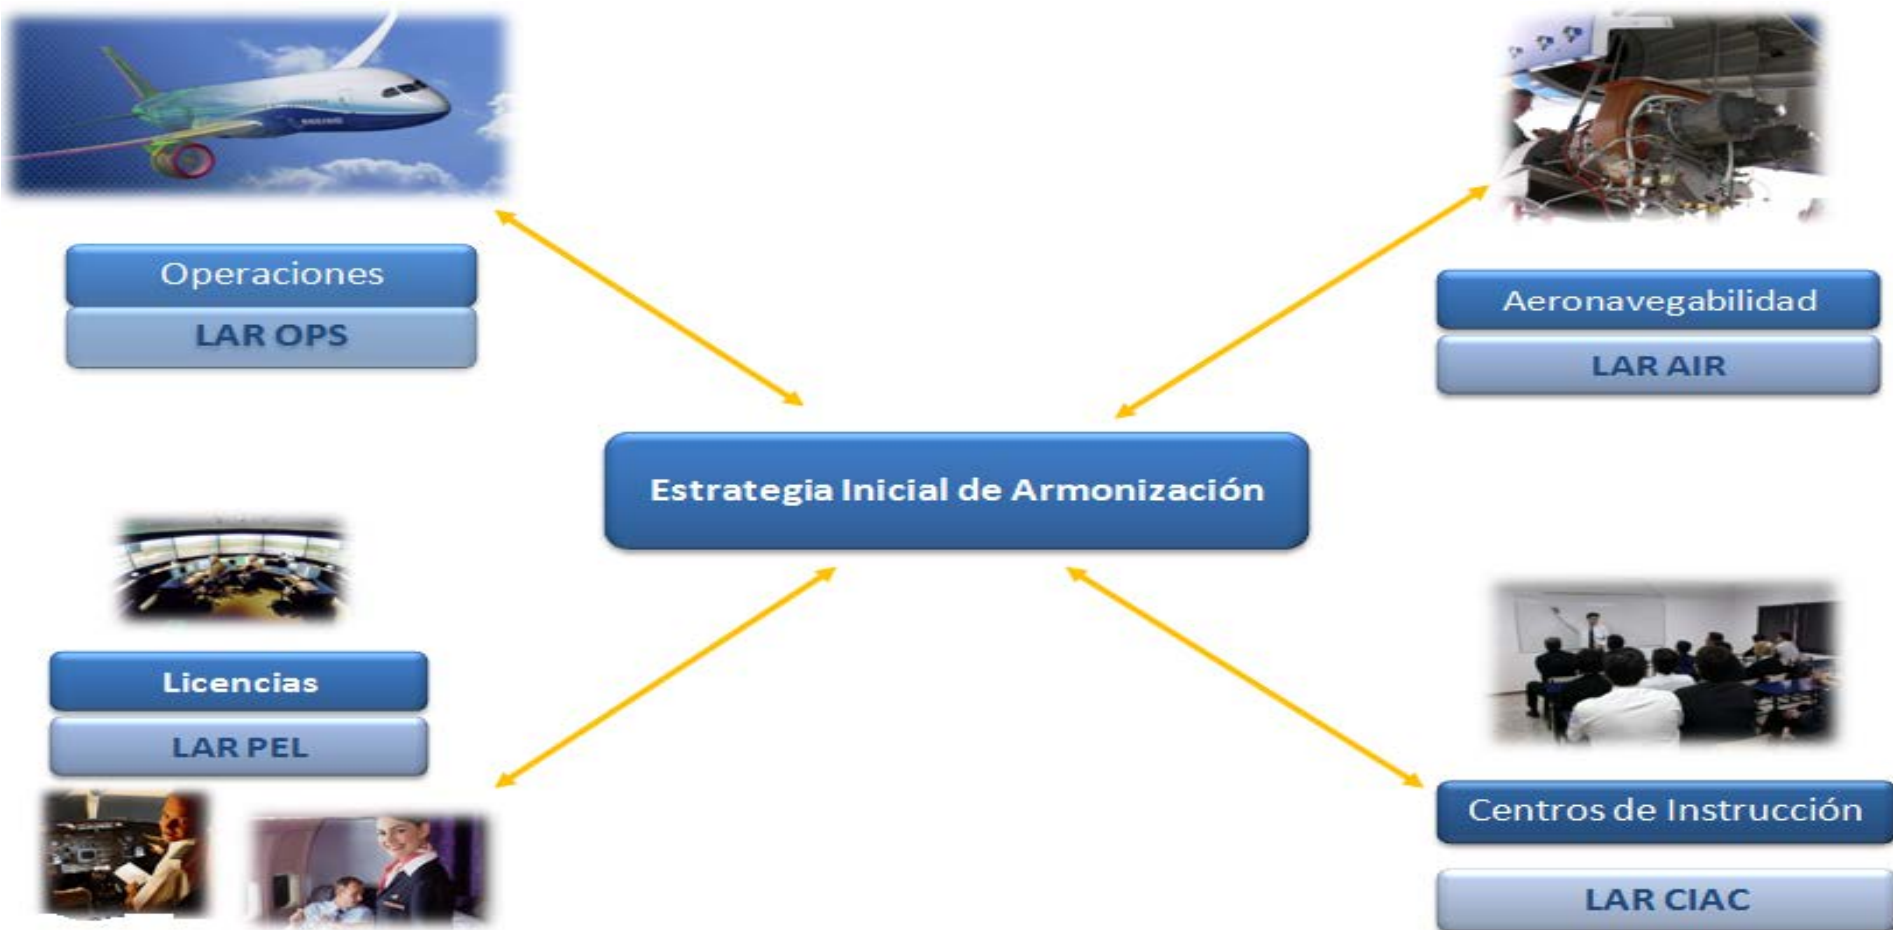 Operaciones
LAR OPS
Aeronavegabilidad
LAR AIR
Estrategia Inicial de Armonización
Licencias
LAR PEL
Centros de Instrucción
LAR CIAC